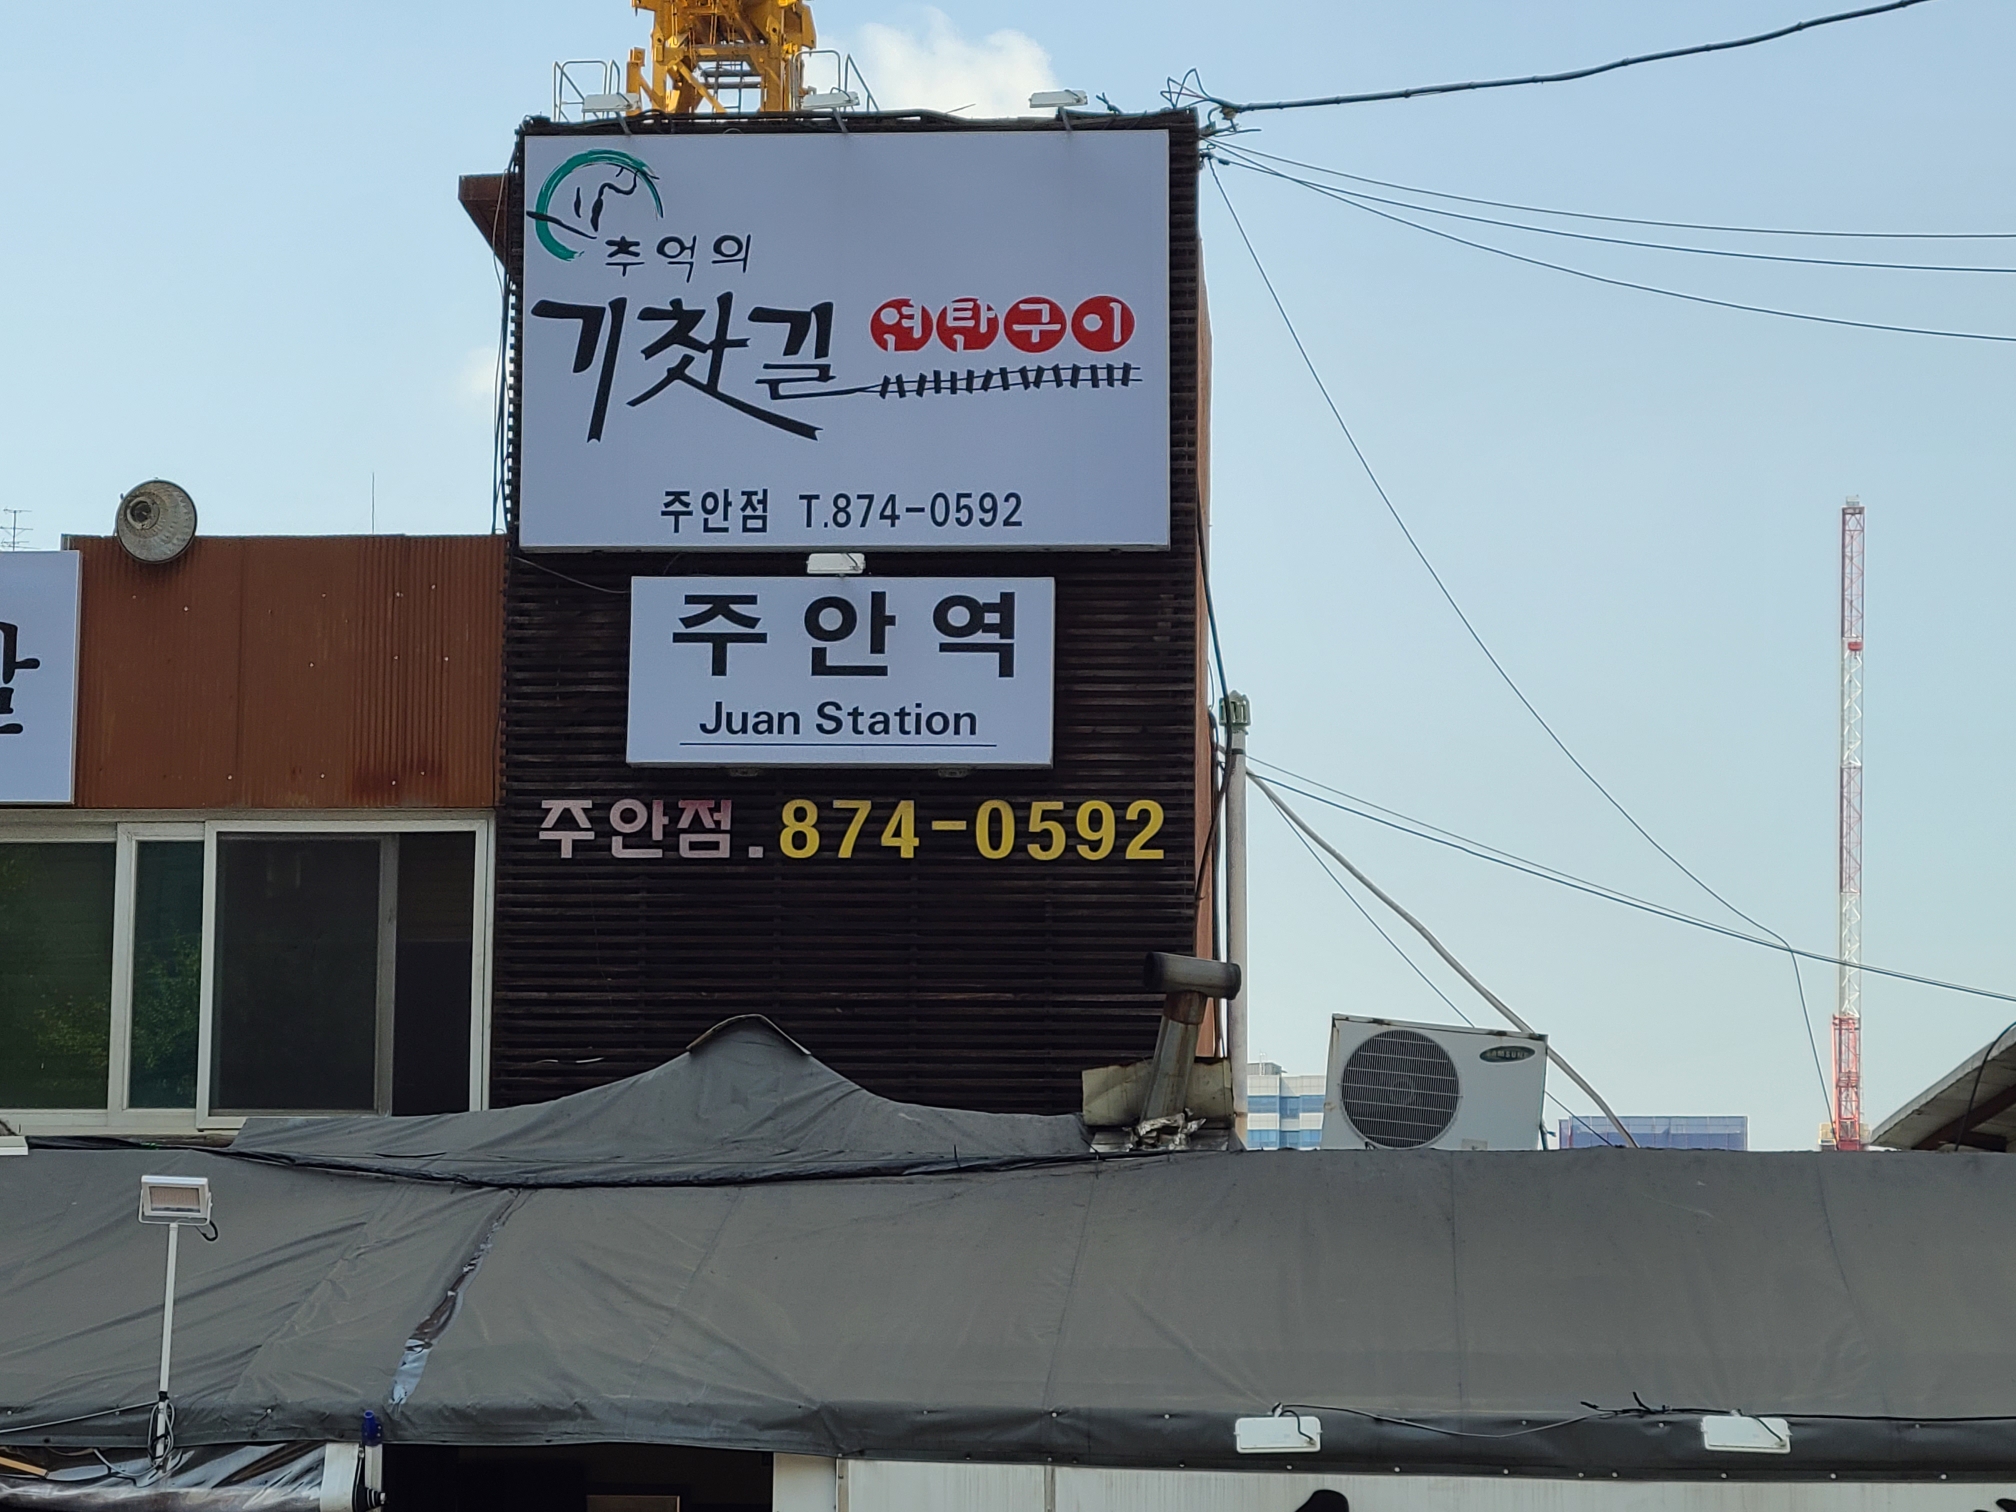 추억의
기찻길 연탄구이
주안점 T.874-0592
주안역
Juan Station
주안점.874-0592